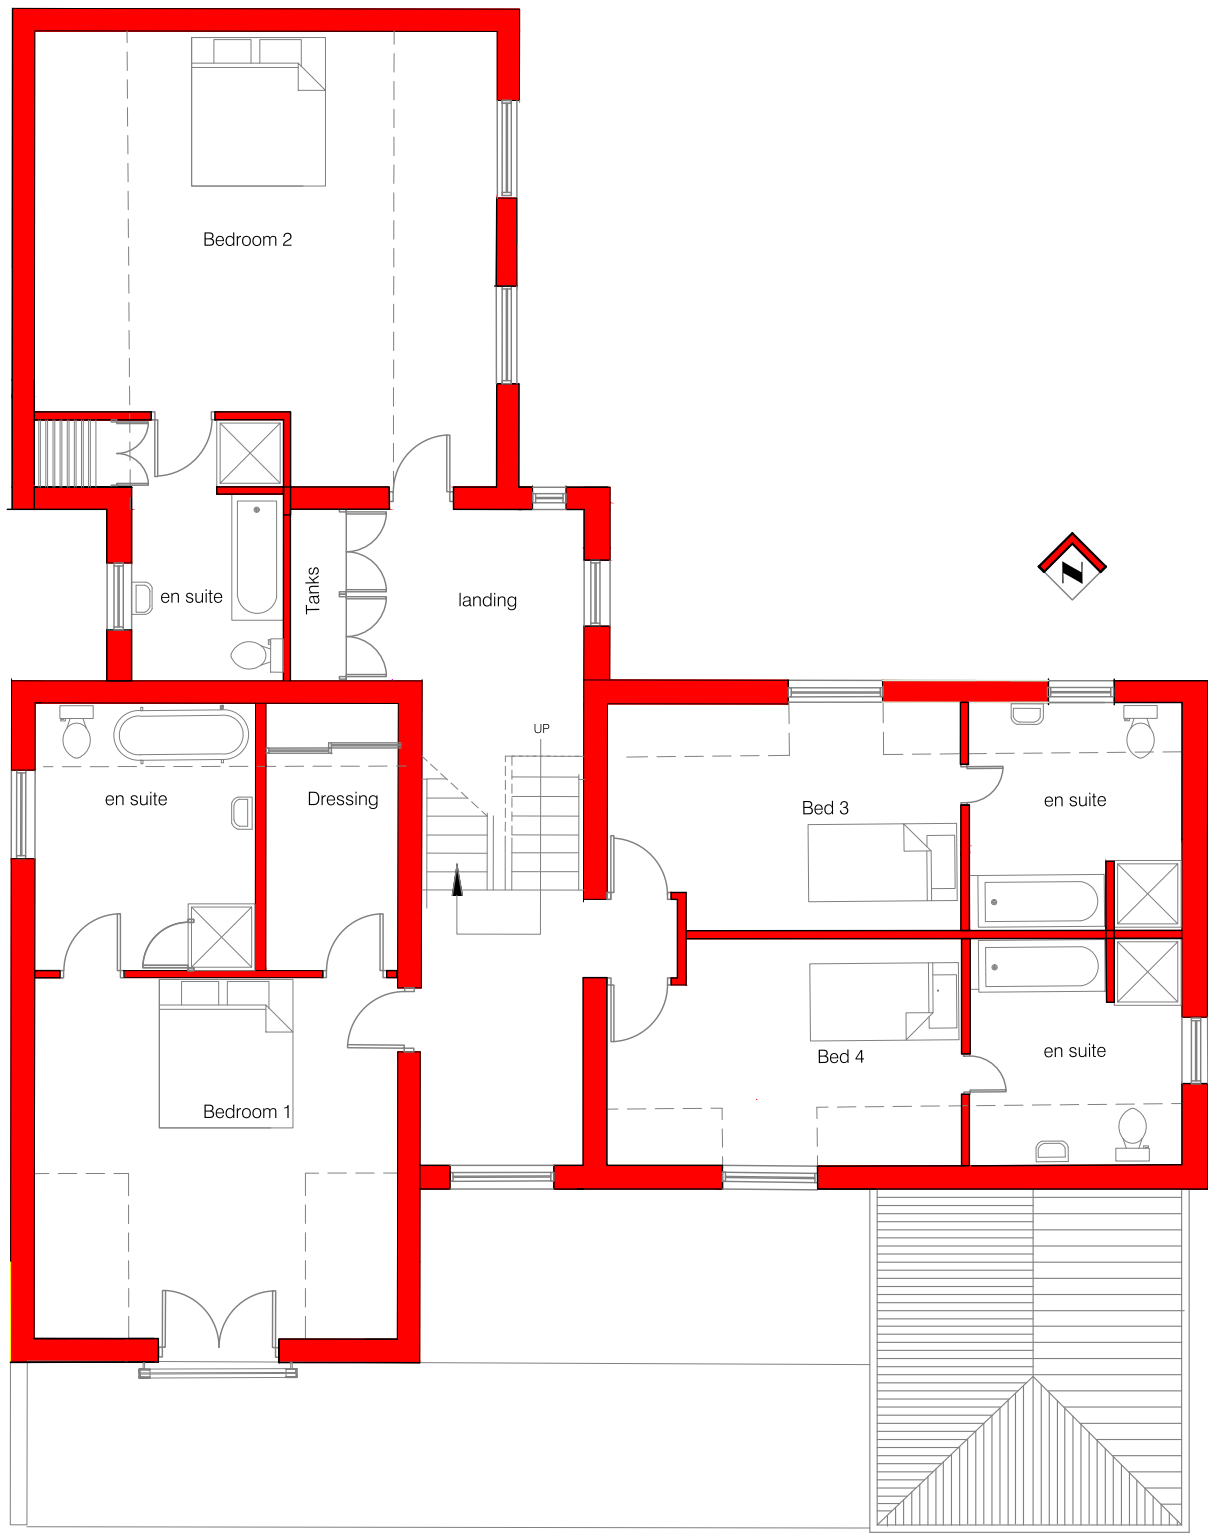 Bedroom 2
en suite
Tanks
landing
UP
en suite
Dressing
Bed 3
en suite
Bed 4
en suite
Bedroom 1
N